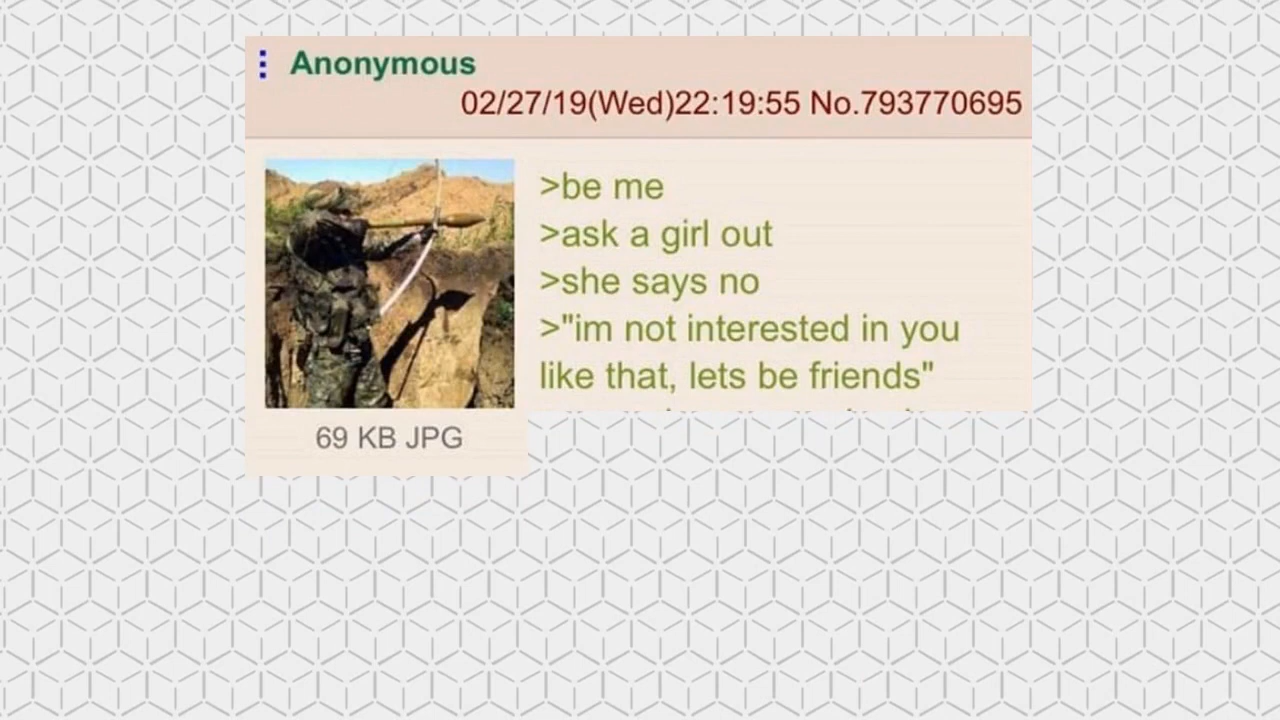 Anonymous
02/27/19(Wed)22:19:55 No.793770695
>be me
>ask a girl out
>she says no
>"im not interested in you
like that, lets be friends"
69 KB JPG